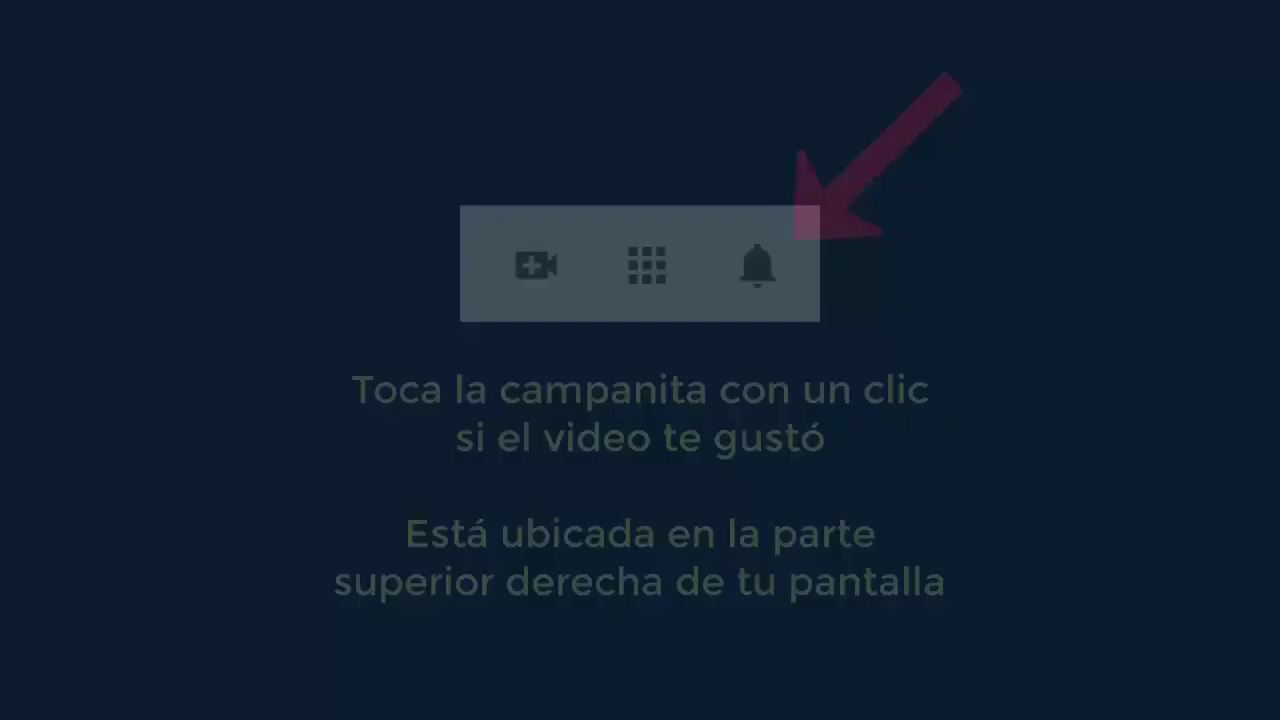 Toca la campanita con un clic
si el video te gustó
Está ubicada en la parte
superior derecha de tu pantalla